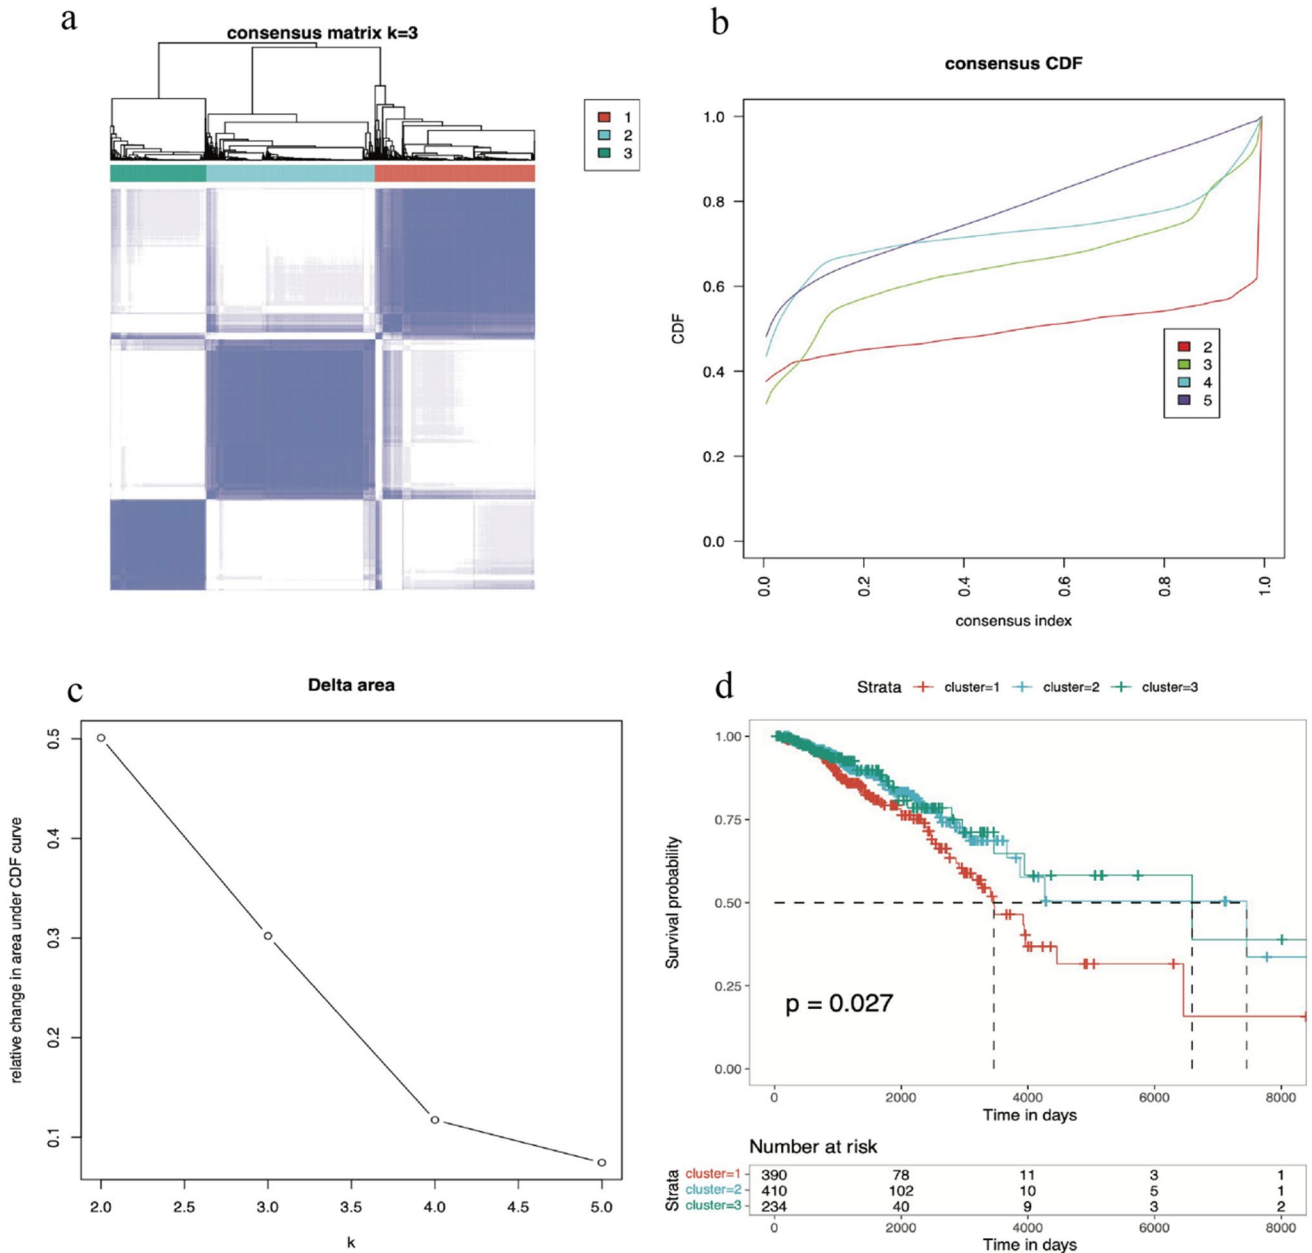 a
consensus matrix k=3
1
2
3
b
consensus CDF
CDF
1.0
0.8
0.6
0.4
0.2
0.0
2
3
4
5
0.0 0.2 0.4 0.6 0.8 1.0
consensus index
c
Delta area
relative change in area under CDF curve
0.5
0.4
0.3
0.2
0.1
2.0 2.5 3.0 3.5 4.0 4.5 5.0
k
d
Strata cluster=1 cluster=2 cluster=3
Survival probability
1.00
0.75
0.50
0.25
0.00
p = 0.027
0 2000 4000 6000 8000
Time in days
Number at risk
Strata
cluster=1 390 78 11 3 1
cluster=2 410 102 10 5 1
cluster=3 234 40 9 3 2
0 2000 4000 6000 8000
Time in days